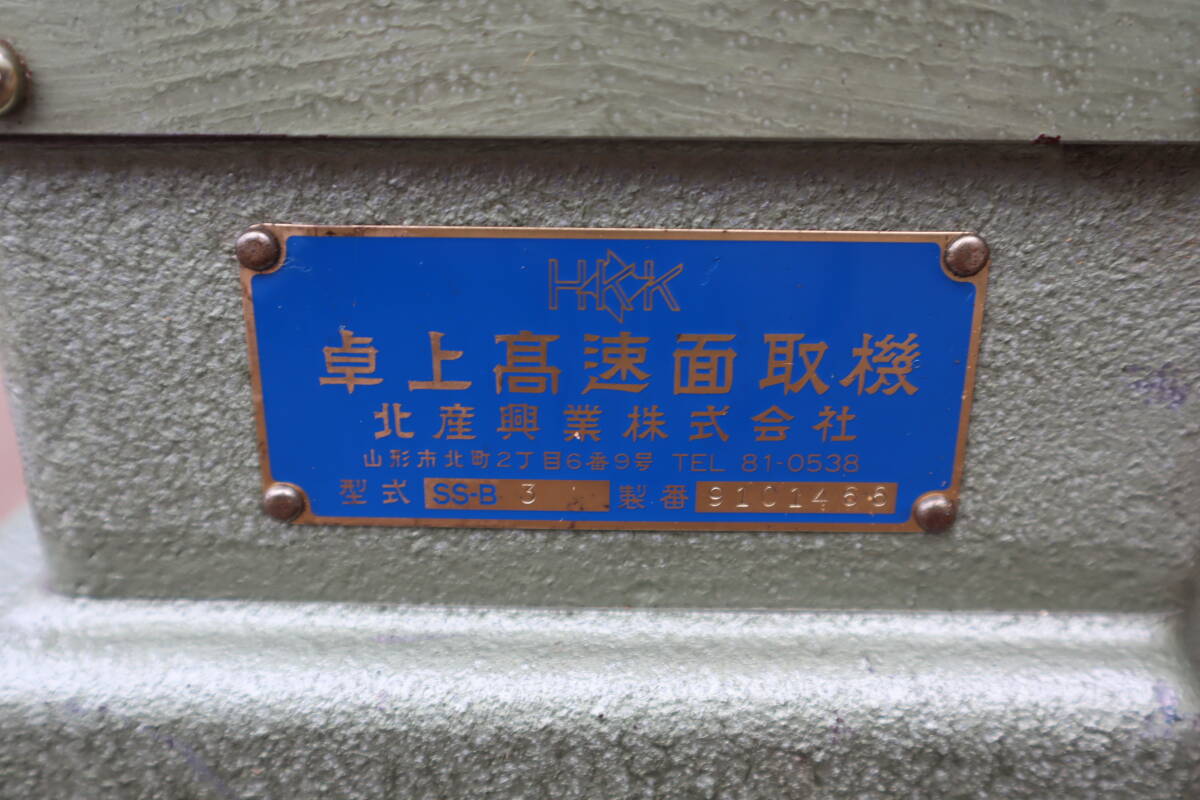 HKK
卓上髙速面取機
北産興業株式会社
山形市北町2丁目6番9号 TEL 81-0538
型式 SS-B 3 製番 9101466